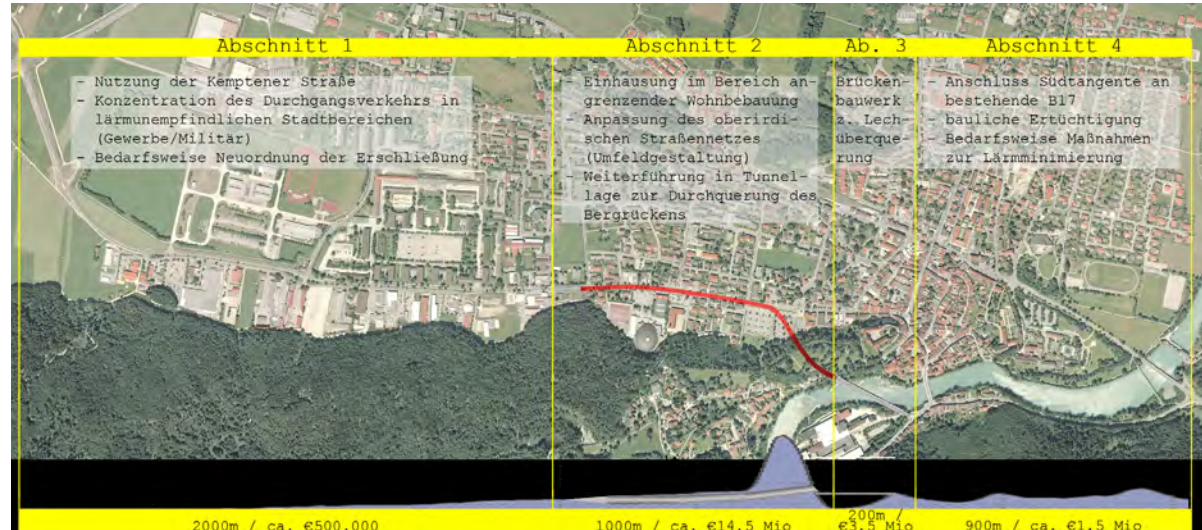 Abschnitt 1
- Nutzung der Kemptener Straße
- Konzentration des Durchgangsverkehrs in
lärmunempfindlichen Stadtbereichen
(Gewerbe/Militär)
- Bedarfsweise Neuordnung der Erschließung
Abschnitt 2
- Einhausung im Bereich an-
grenzender Wohnbebauung
- Anpassung des oberirdi-
schen Straßennetzes
(Umfeldgestaltung)
- Weiterführung in Tunnel-
lage zur Durchquerung des
Bergrückens
Ab. 3
Brücken-
bauwerk
z. Lech-
überque-
rung
Abschnitt 4
- Anschluss Südtangente an
bestehende B17
- bauliche Ertüchtigung
- Bedarfsweise Maßnahmen
zur Lärmminimierung
2000m / ca. €500.000
1000m / ca. €14.5 Mio
200m /
€3.5 Mio
900m / ca. €1.5 Mio